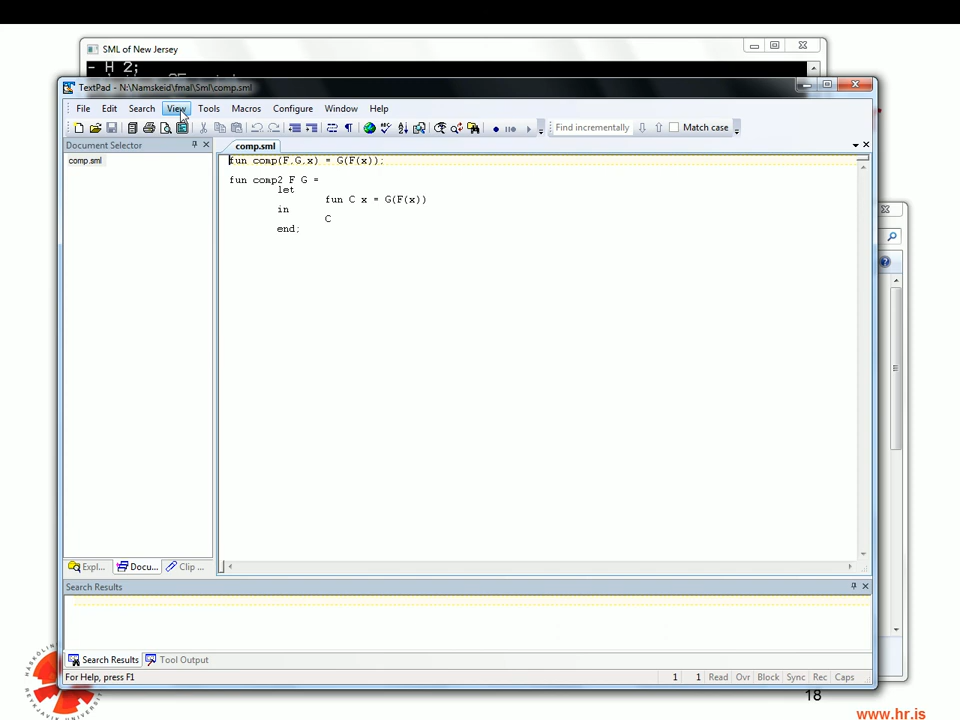 SML of New Jersey
- H 2;
TextPad - N:\Namskeid\fmal\Sml\comp.sml
File Edit Search View Tools Macros Configure Window Help
Find incrementally Match case
Document Selector
comp.sml
comp.sml
fun comp(F,G,x) = G(F(x));
fun comp2 F G =
let
fun C x = G(F(x))
in
C
end;
Expl... Docu... Clip ...
Search Results
Search Results Tool Output
For Help, press F1
1 1 Read Ovr Block Sync Rec Caps
18
www.hr.is